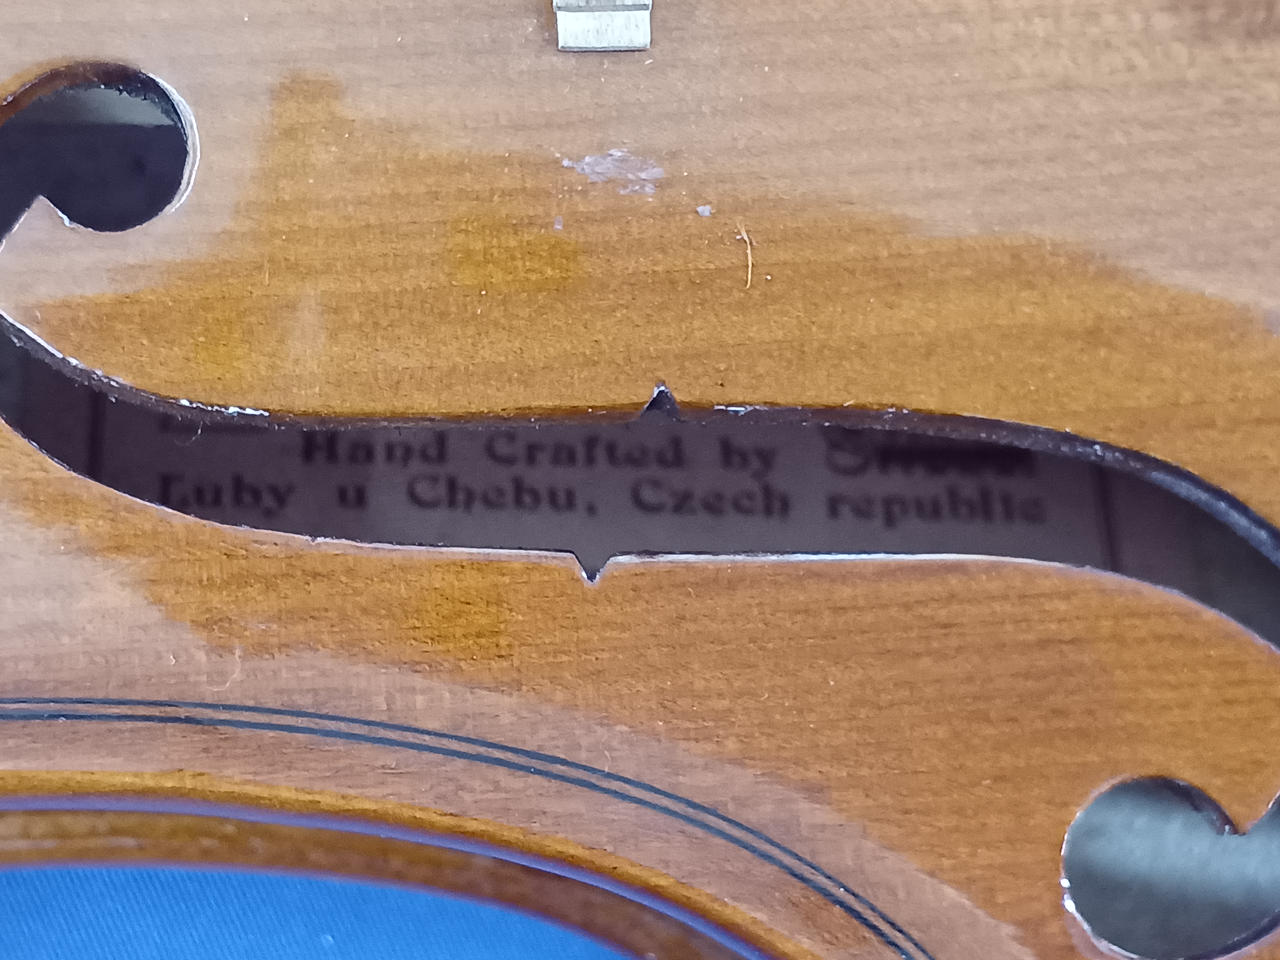 Hand Crafted by
Luby u Chebu, Czech republic